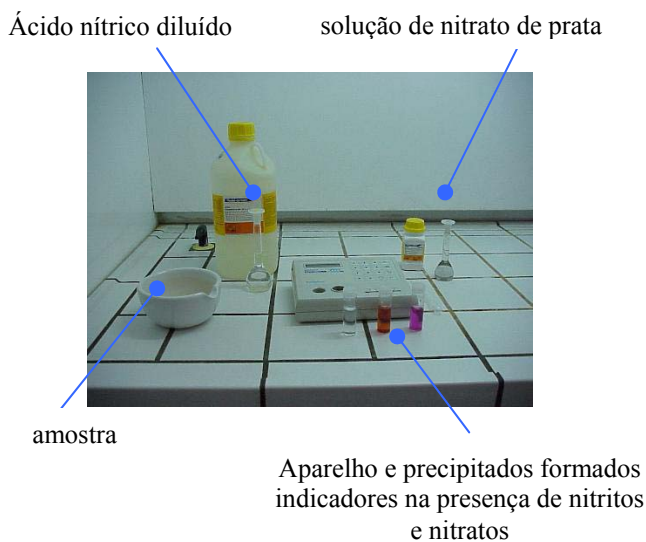 Ácido nítrico diluído
solução de nitrato de prata
amostra
Aparelho e precipitados formados
indicadores na presença de nitritos
e nitratos